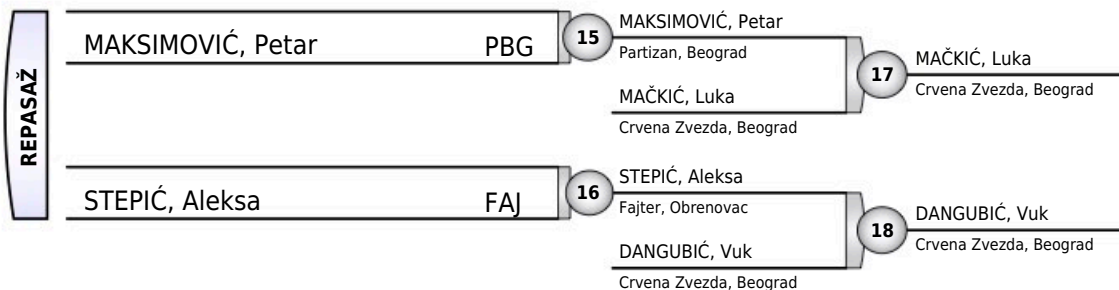 REPASAŽ
MAKSIMOVIĆ, Petar PBG
15
MAKSIMOVIĆ, Petar
Partizan, Beograd
MAČKIĆ, Luka
Crvena Zvezda, Beograd
17
MAČKIĆ, Luka
Crvena Zvezda, Beograd
STEPIĆ, Aleksa FAJ
16
STEPIĆ, Aleksa
Fajter, Obrenovac
DANGUBIĆ, Vuk
Crvena Zvezda, Beograd
18
DANGUBIĆ, Vuk
Crvena Zvezda, Beograd